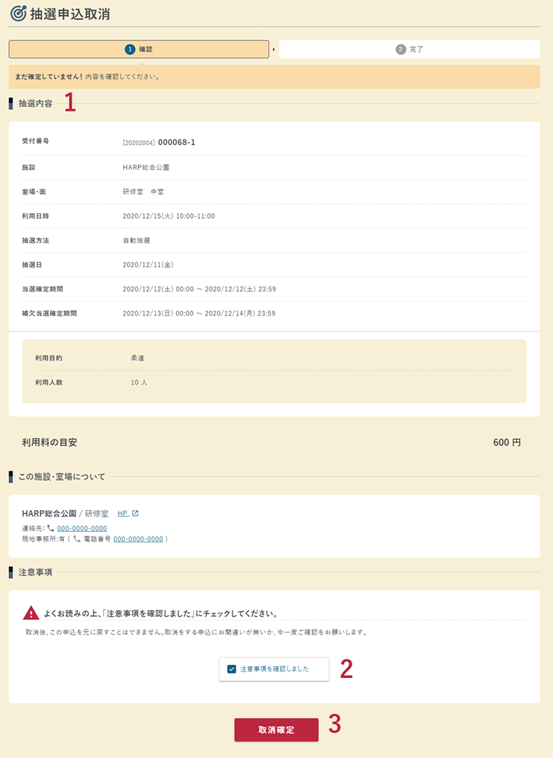 抽選申込取消
1 確認
2 完了
まだ確定していません! 内容を確認してください。
抽選内容 1
受付番号 [20202004] 000068-1
施設 HARP総合公園
室場・面 研修室 中室
利用日時 2020/12/15(火) 10:00-11:00
抽選方法 自動抽選
抽選日 2020/12/11(金)
当選確定期間 2020/12/12(土) 00:00 ～ 2020/12/12(土) 23:59
補欠当選確定期間 2020/12/13(日) 00:00 ～ 2020/12/14(月) 23:59
利用目的 柔道
利用人数 10 人
利用料の目安 600 円
この施設・室場について
HARP総合公園 / 研修室 HP
連絡先: 000-0000-0000
現地事務所:有 ( 電話番号 000-0000-0000 )
注意事項
よくお読みの上、「注意事項を確認しました」にチェックしてください。
取消後、この申込を元に戻すことはできません。取消をする申込にお間違いが無いか、今一度ご確認をお願いします。
注意事項を確認しました 2
取消確定 3